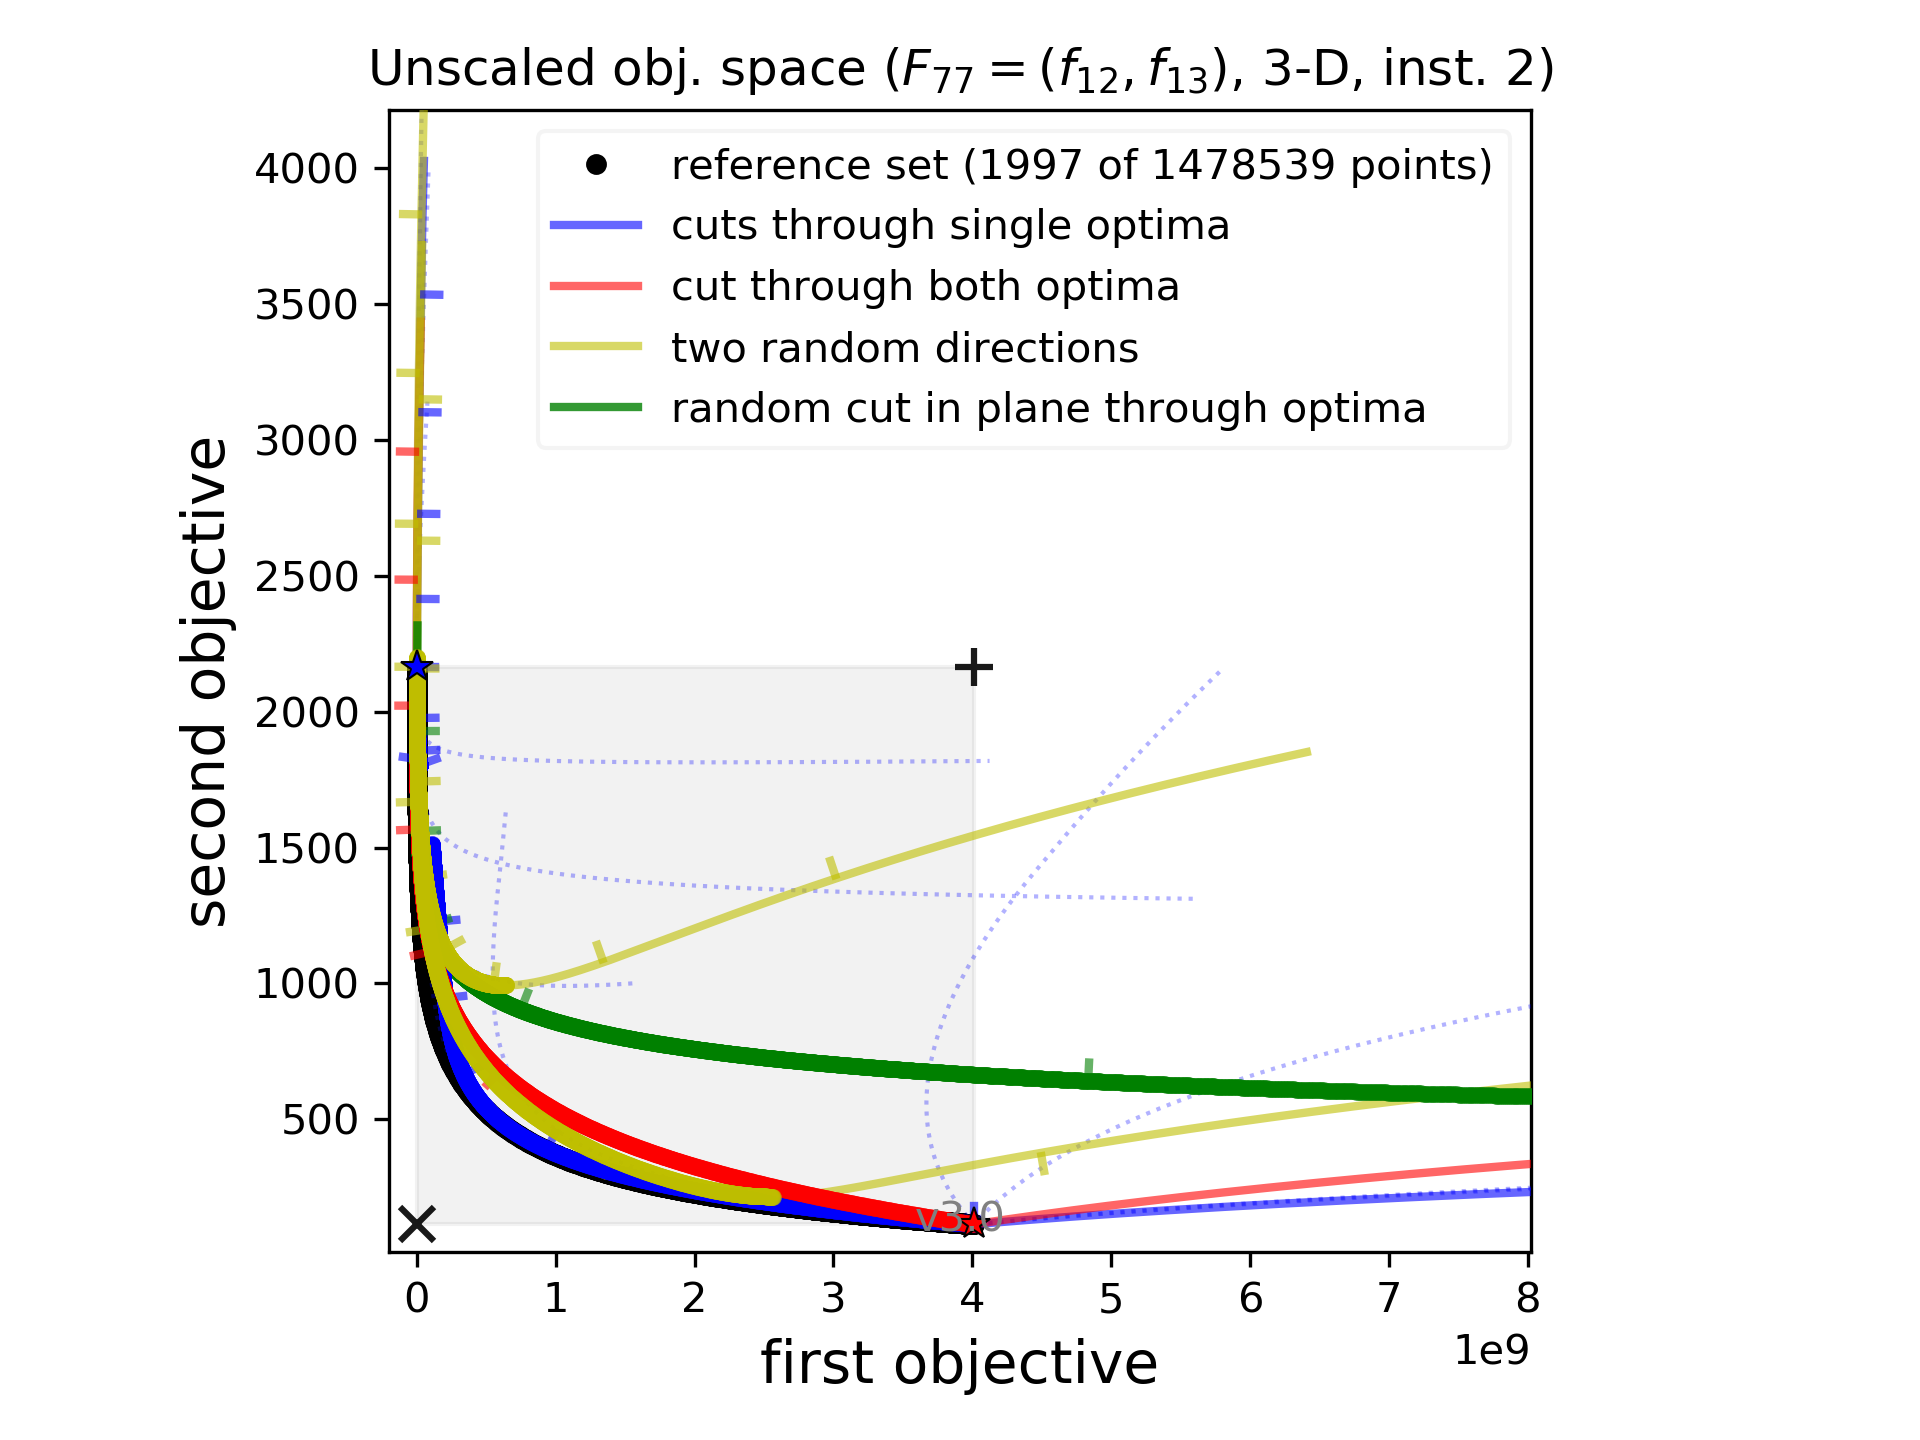 Unscaled obj. space (F77 = (f12, f13), 3-D, inst. 2)
reference set (1997 of 1478539 points)
cuts through single optima
cut through both optima
two random directions
random cut in plane through optima
second objective
4000
3500
3000
2500
2000
1500
1000
500
v3.0
0 1 2 3 4 5 6 7 8
1e9
first objective